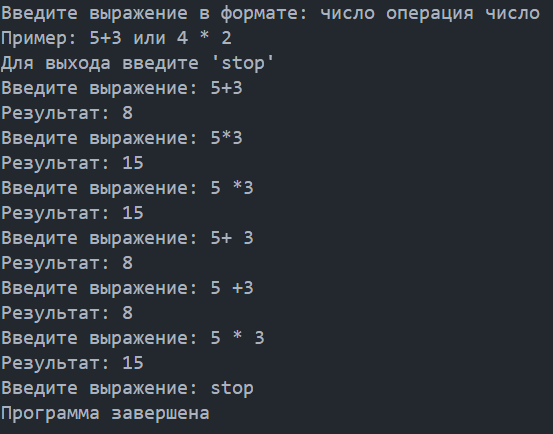 Введите выражение в формате: число операция число
Пример: 5+3 или 4 * 2
Для выхода введите 'stop'
Введите выражение: 5+3
Результат: 8
Введите выражение: 5*3
Результат: 15
Введите выражение: 5 *3
Результат: 15
Введите выражение: 5+ 3
Результат: 8
Введите выражение: 5 +3
Результат: 8
Введите выражение: 5 * 3
Результат: 15
Введите выражение: stop
Программа завершена